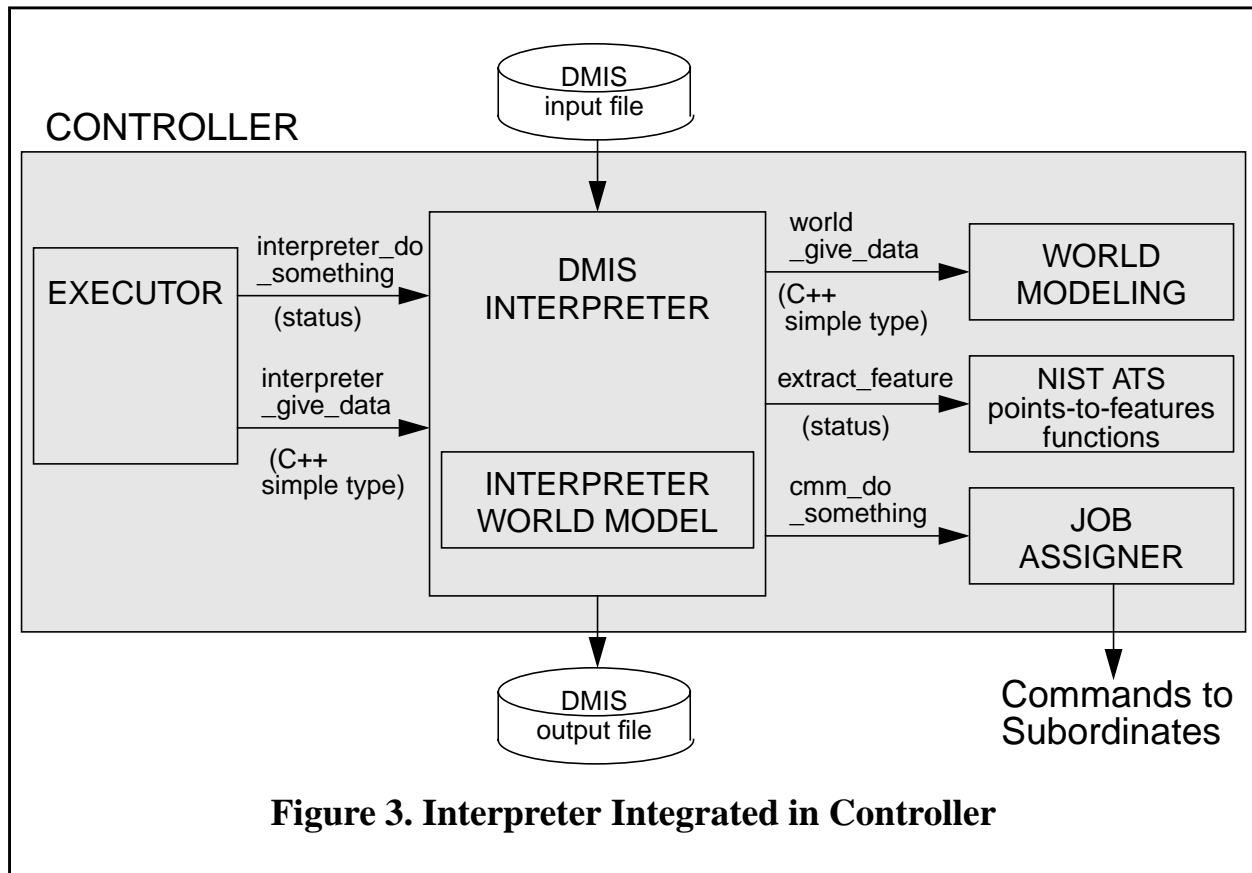 DMIS
input file
CONTROLLER
EXECUTOR
interpreter_do
_something
(status)
interpreter
_give_data
(C++
simple type)
DMIS
INTERPRETER
INTERPRETER
WORLD MODEL
world
_give_data
(C++
simple type)
WORLD
MODELING
extract_feature
(status)
NIST ATS
points-to-features
functions
cmm_do
_something
JOB
ASSIGNER
DMIS
output file
Commands to
Subordinates
Figure 3. Interpreter Integrated in Controller